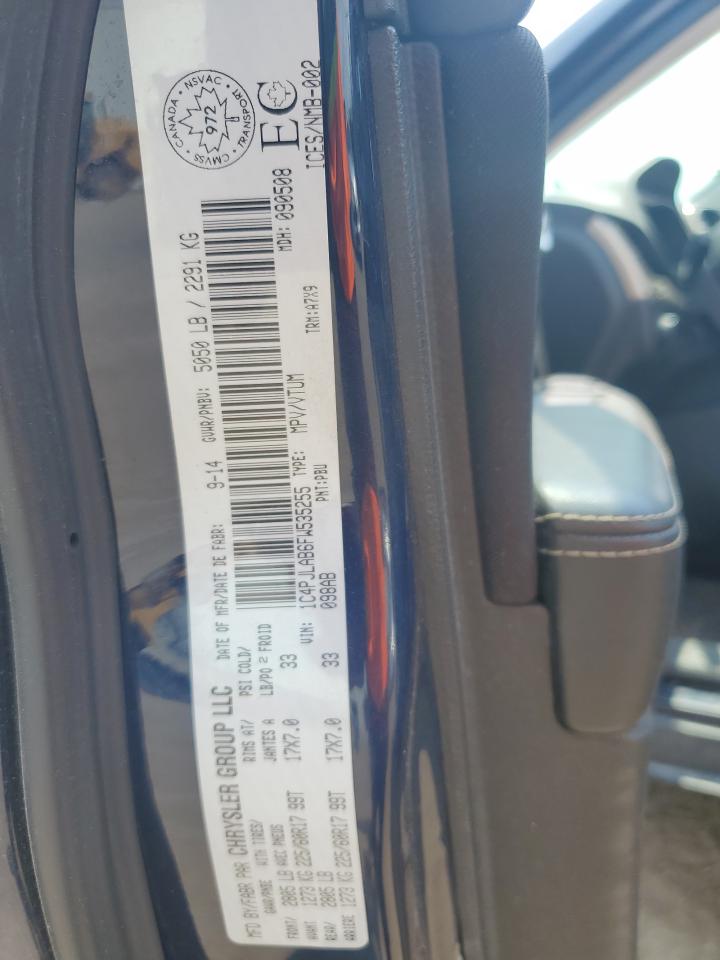 MFD BY/FABR PAR CHRYSLER GROUP LLC DATE OF MFR/DATE DE FABR: 9-14 GVWR/PNBV: 5050 LB / 2291 KG
GAWR/PNBE WITH TIRES/ RIMS AT/ PSI COLD/
AVEC PNEUS JANTES A LB/PO 2 FROID
FRONT/ 2805 LB
AVANT 1273 KG 225/60R17 99T 17X7.0 33
REAR/ 2805 LB
ARRIERE 1273 KG 225/60R17 99T 17X7.0 33
VIN: 1C4PJLAB6FW535255 TYPE: MPV/VTUM
098AB PNT:PBU TRM:A7X9
MDH: 090508
CANADA NSVAC TRANSPORT CMVSS
972
EC
ICES/NMB-002